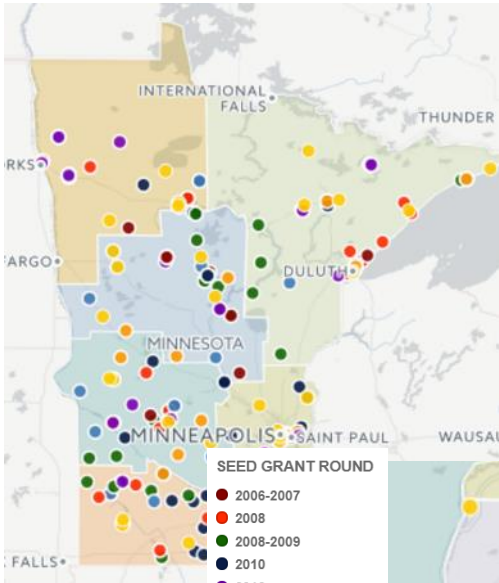 INTERNATIONAL
FALLS
THUNDER
RKS
FARGO
DULUTH
MINNESOTA
MINNEAPOLIS
SAINT PAUL
WAUSAU
SEED GRANT ROUND
2006-2007
2008
2008-2009
2010
FALLS